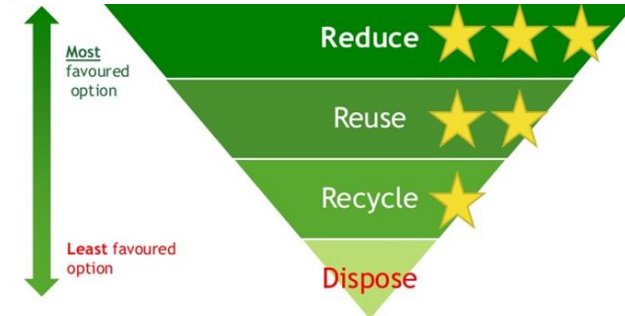 Reduce
Most
favoured
option
Reuse
Recycle
Least favoured
option
Dispose